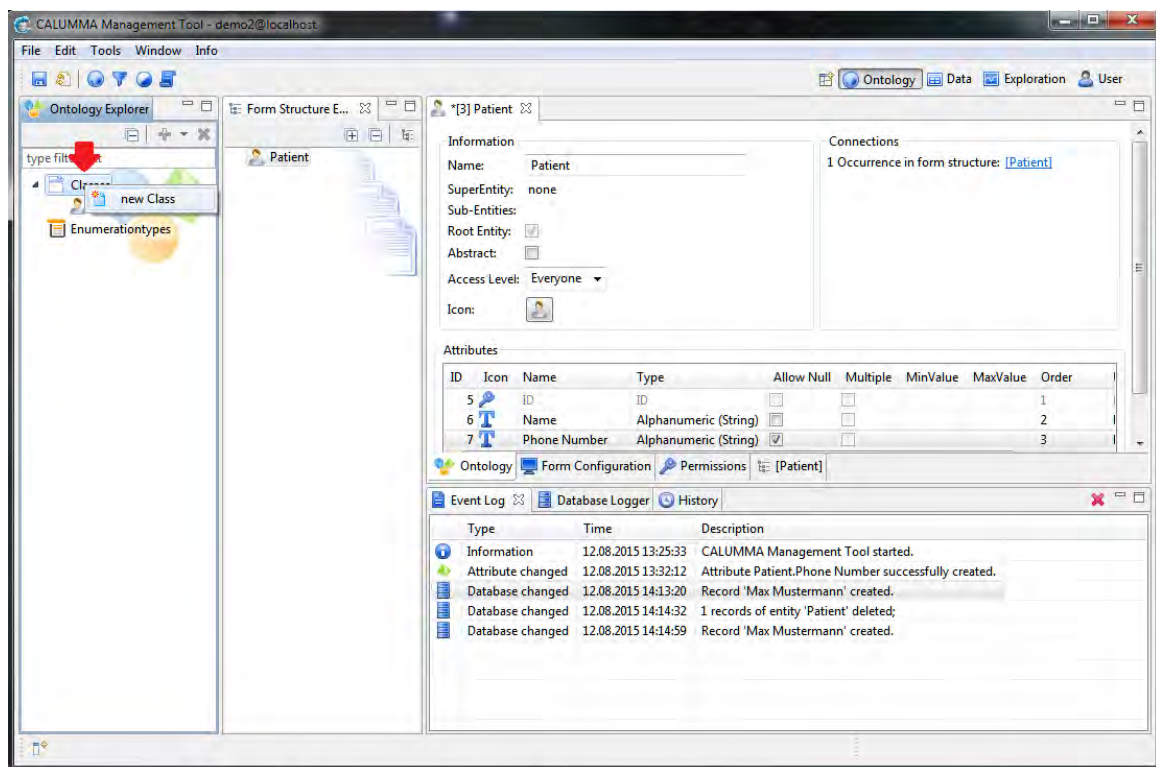 CALUMMA Management Tool - demo2@localhost
File Edit Tools Window Info
Ontology Data Exploration User
Ontology Explorer
Form Structure E...
*[3] Patient
type filt
Patient
new Class
Enumerationtypes
Information
Name: Patient
SuperEntity: none
Sub-Entities:
Root Entity:
Abstract:
Access Level: Everyone
Icon:
Connections
1 Occurrence in form structure: [Patient]
Attributes
ID Icon Name Type Allow Null Multiple MinValue MaxValue Order
5 ID ID 1
6 T Name Alphanumeric (String) 2
7 T Phone Number Alphanumeric (String) 3
Ontology Form Configuration Permissions [Patient]
Event Log Database Logger History
Type Time Description
Information 12.08.2015 13:25:33 CALUMMA Management Tool started.
Attribute changed 12.08.2015 13:32:12 Attribute Patient.Phone Number successfully created.
Database changed 12.08.2015 14:13:20 Record 'Max Mustermann' created.
Database changed 12.08.2015 14:14:32 1 records of entity 'Patient' deleted;
Database changed 12.08.2015 14:14:59 Record 'Max Mustermann' created.